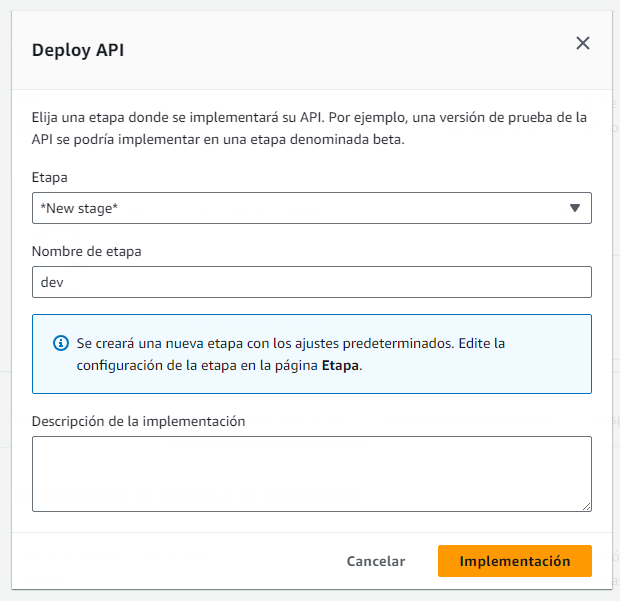 Deploy API
Elija una etapa donde se implementará su API. Por ejemplo, una versión de prueba de la
API se podría implementar en una etapa denominada beta.
Etapa
*New stage*
Nombre de etapa
dev
Se creará una nueva etapa con los ajustes predeterminados. Edite la
configuración de la etapa en la página Etapa.
Descripción de la implementación
Cancelar
Implementación